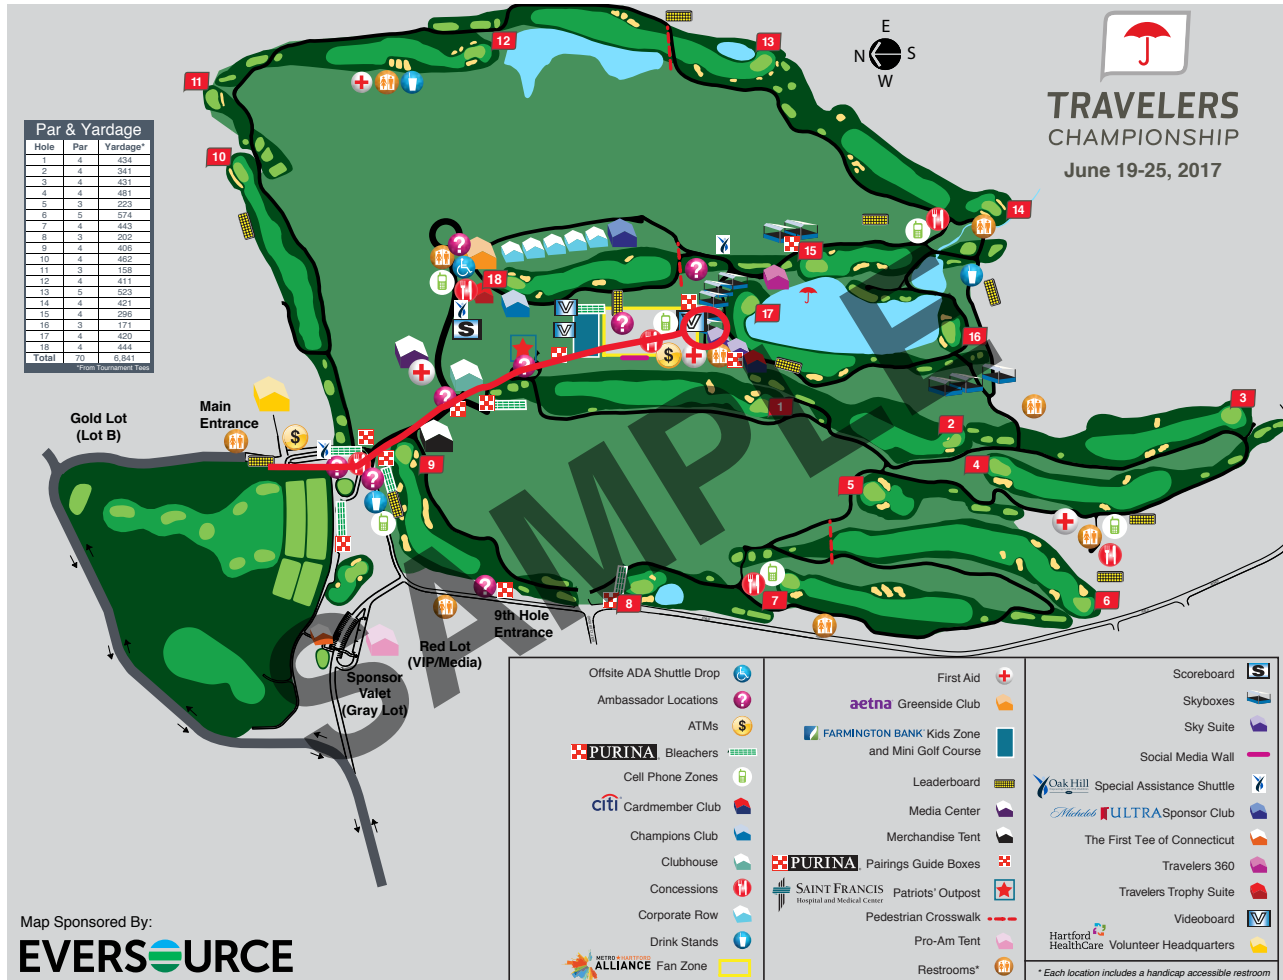 E
N
S
W
TRAVELERS
CHAMPIONSHIP
June 19-25, 2017
Par & Yardage
Hole Par Yardage*
1 4 434
2 4 341
3 4 431
4 4 481
5 3 223
6 5 574
7 4 443
8 3 202
9 4 406
10 4 462
11 3 158
12 4 411
13 5 523
14 4 421
15 4 296
16 3 171
17 4 420
18 4 444
Total 70 6,841
*From Tournament Tees
12
13
11
10
14
15
18
17
16
1
2
3
4
5
9
6
7
8
S
V
V
V
?
?
?
?
?
?
?
?
$
$
Gold Lot
(Lot B)
Main
Entrance
9th Hole
Entrance
Red Lot
(VIP/Media)
Sponsor
Valet
(Gray Lot)
SAMPLE
Offsite ADA Shuttle Drop
Ambassador Locations ?
ATMs $
PURINA Bleachers
Cell Phone Zones
citi Cardmember Club
Champions Club
Clubhouse
Concessions
Corporate Row
Drink Stands
METRO HARTFORD
ALLIANCE Fan Zone
First Aid
aetna Greenside Club
FARMINGTON BANK Kids Zone
and Mini Golf Course
Leaderboard
Media Center
Merchandise Tent
PURINA Pairings Guide Boxes
SAINT FRANCIS
Hospital and Medical Center
Patriots' Outpost
Pedestrian Crosswalk
Pro-Am Tent
Restrooms*
Scoreboard S
Skyboxes
Sky Suite
Social Media Wall
Oak Hill Special Assistance Shuttle
Michelob ULTRA Sponsor Club
The First Tee of Connecticut
Travelers 360
Travelers Trophy Suite
Videoboard V
Hartford
HealthCare Volunteer Headquarters
* Each location includes a handicap accessible restroom
Map Sponsored By:
EVERSOURCE